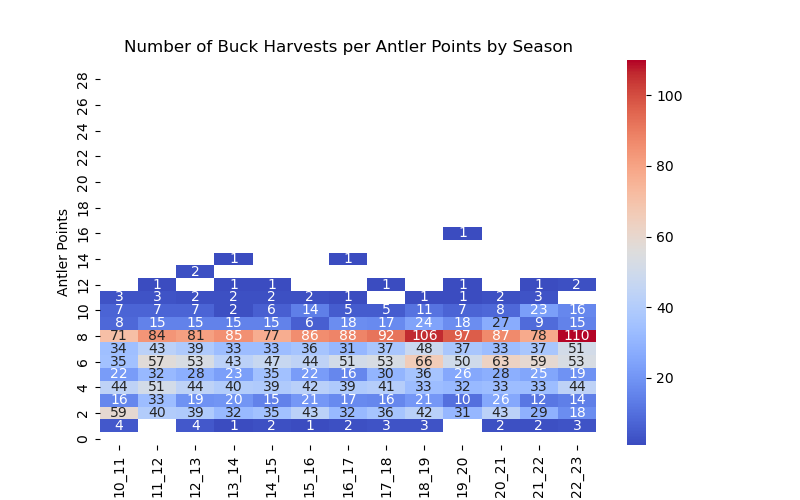 Number of Buck Harvests per Antler Points by Season
Antler Points
28
26
24
22
20
18
16 1
14 1 1
2
12 1 1 1 1 1 1 2
3 3 2 2 2 2 1 1 1 2 3
10 7 7 7 2 6 14 5 5 11 7 8 23 16
8 15 15 15 15 6 18 17 24 18 27 9 15
8 71 84 81 85 77 86 88 92 106 97 87 78 110
34 43 39 33 33 36 31 37 48 37 33 37 51
6 35 57 53 43 47 44 51 53 66 50 63 59 53
22 32 28 23 35 22 16 30 36 26 28 25 19
4 44 51 44 40 39 42 39 41 33 32 33 33 44
16 33 19 20 15 21 17 16 21 10 26 12 14
2 59 40 39 32 35 43 32 36 42 31 43 29 18
4 4 1 2 1 2 3 3 2 2 3
0
10_11 11_12 12_13 13_14 14_15 15_16 16_17 17_18 18_19 19_20 20_21 21_22 22_23
100
80
60
40
20